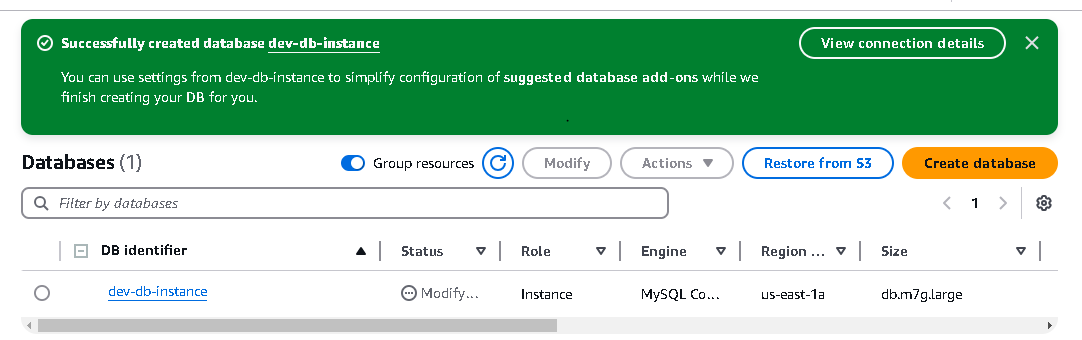 Successfully created database dev-db-instance
View connection details
You can use settings from dev-db-instance to simplify configuration of suggested database add-ons while we
finish creating your DB for you.
Databases (1)
Group resources
Modify
Actions
Restore from S3
Create database
Filter by databases
1
DB identifier
Status
Role
Engine
Region ...
Size
dev-db-instance
Modify...
Instance
MySQL Co...
us-east-1a
db.m7g.large